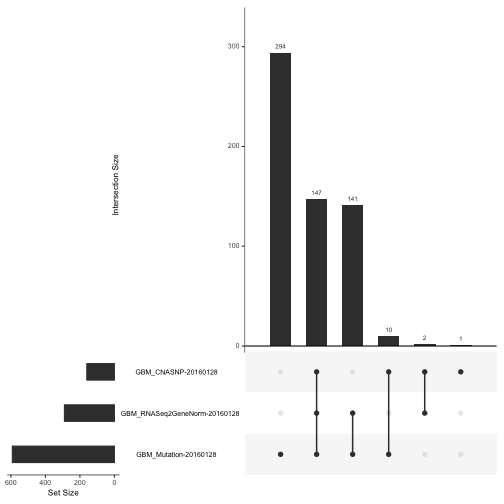 300
200
100
0
Intersection Size
294
147
141
10
2
1
GBM_CNASNP-20160128
GBM_RNASeq2GeneNorm-20160128
GBM_Mutation-20160128
600 400 200 0
Set Size